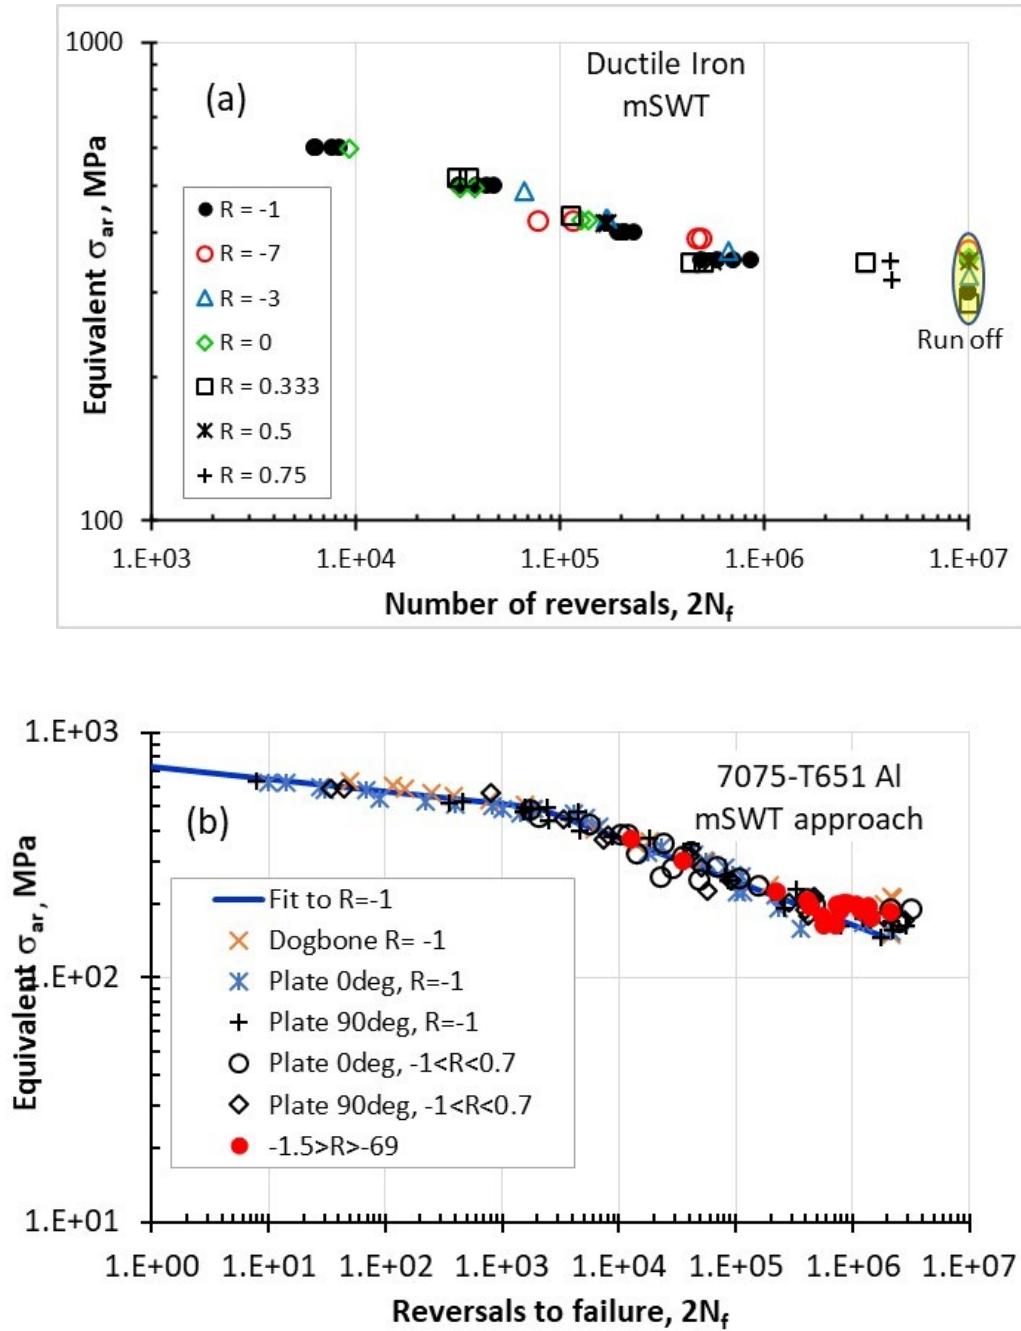 1000
Ductile Iron
mSWT
(a)
Equivalent σar, MPa
R = -1
R = -7
R = -3
R = 0
R = 0.333
R = 0.5
R = 0.75
Run off
100
1.E+03
1.E+04
1.E+05
1.E+06
1.E+07
Number of reversals, 2Nf
1.E+03
7075-T651 Al
mSWT approach
(b)
Equivalent σar, MPa
Fit to R=-1
Dogbone R= -1
1.E+02
Plate 0deg, R=-1
Plate 90deg, R=-1
Plate 0deg, -1<R<0.7
Plate 90deg, -1<R<0.7
-1.5>R>-69
1.E+01
1.E+00
1.E+01
1.E+02
1.E+03
1.E+04
1.E+05
1.E+06
1.E+07
Reversals to failure, 2Nf